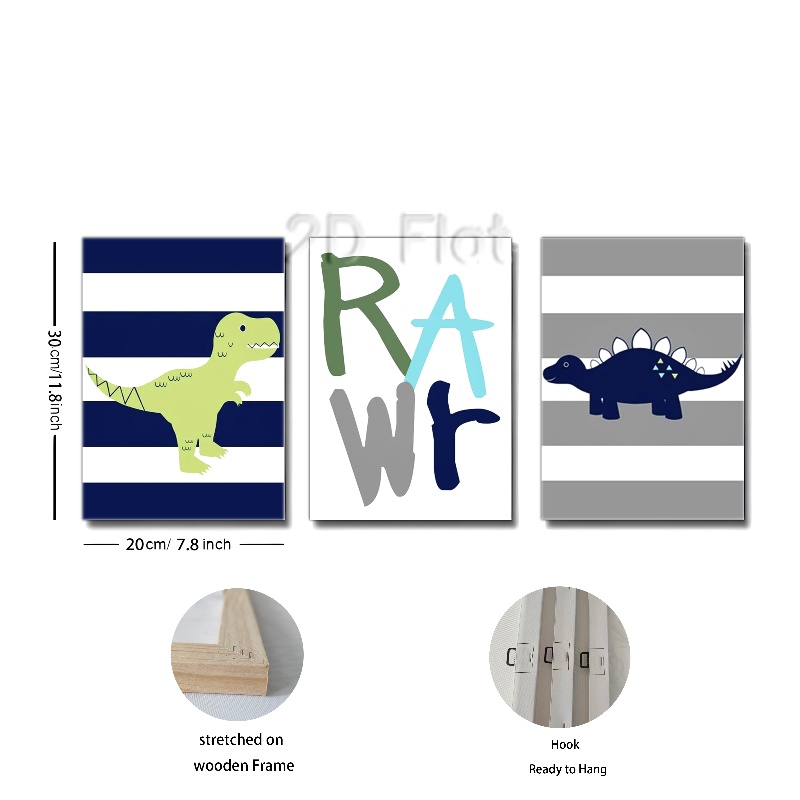 2D Flat
RA
Wr
30cm/11.8inch
20cm/ 7.8 inch
stretched on
wooden Frame
Hook
Ready to Hang